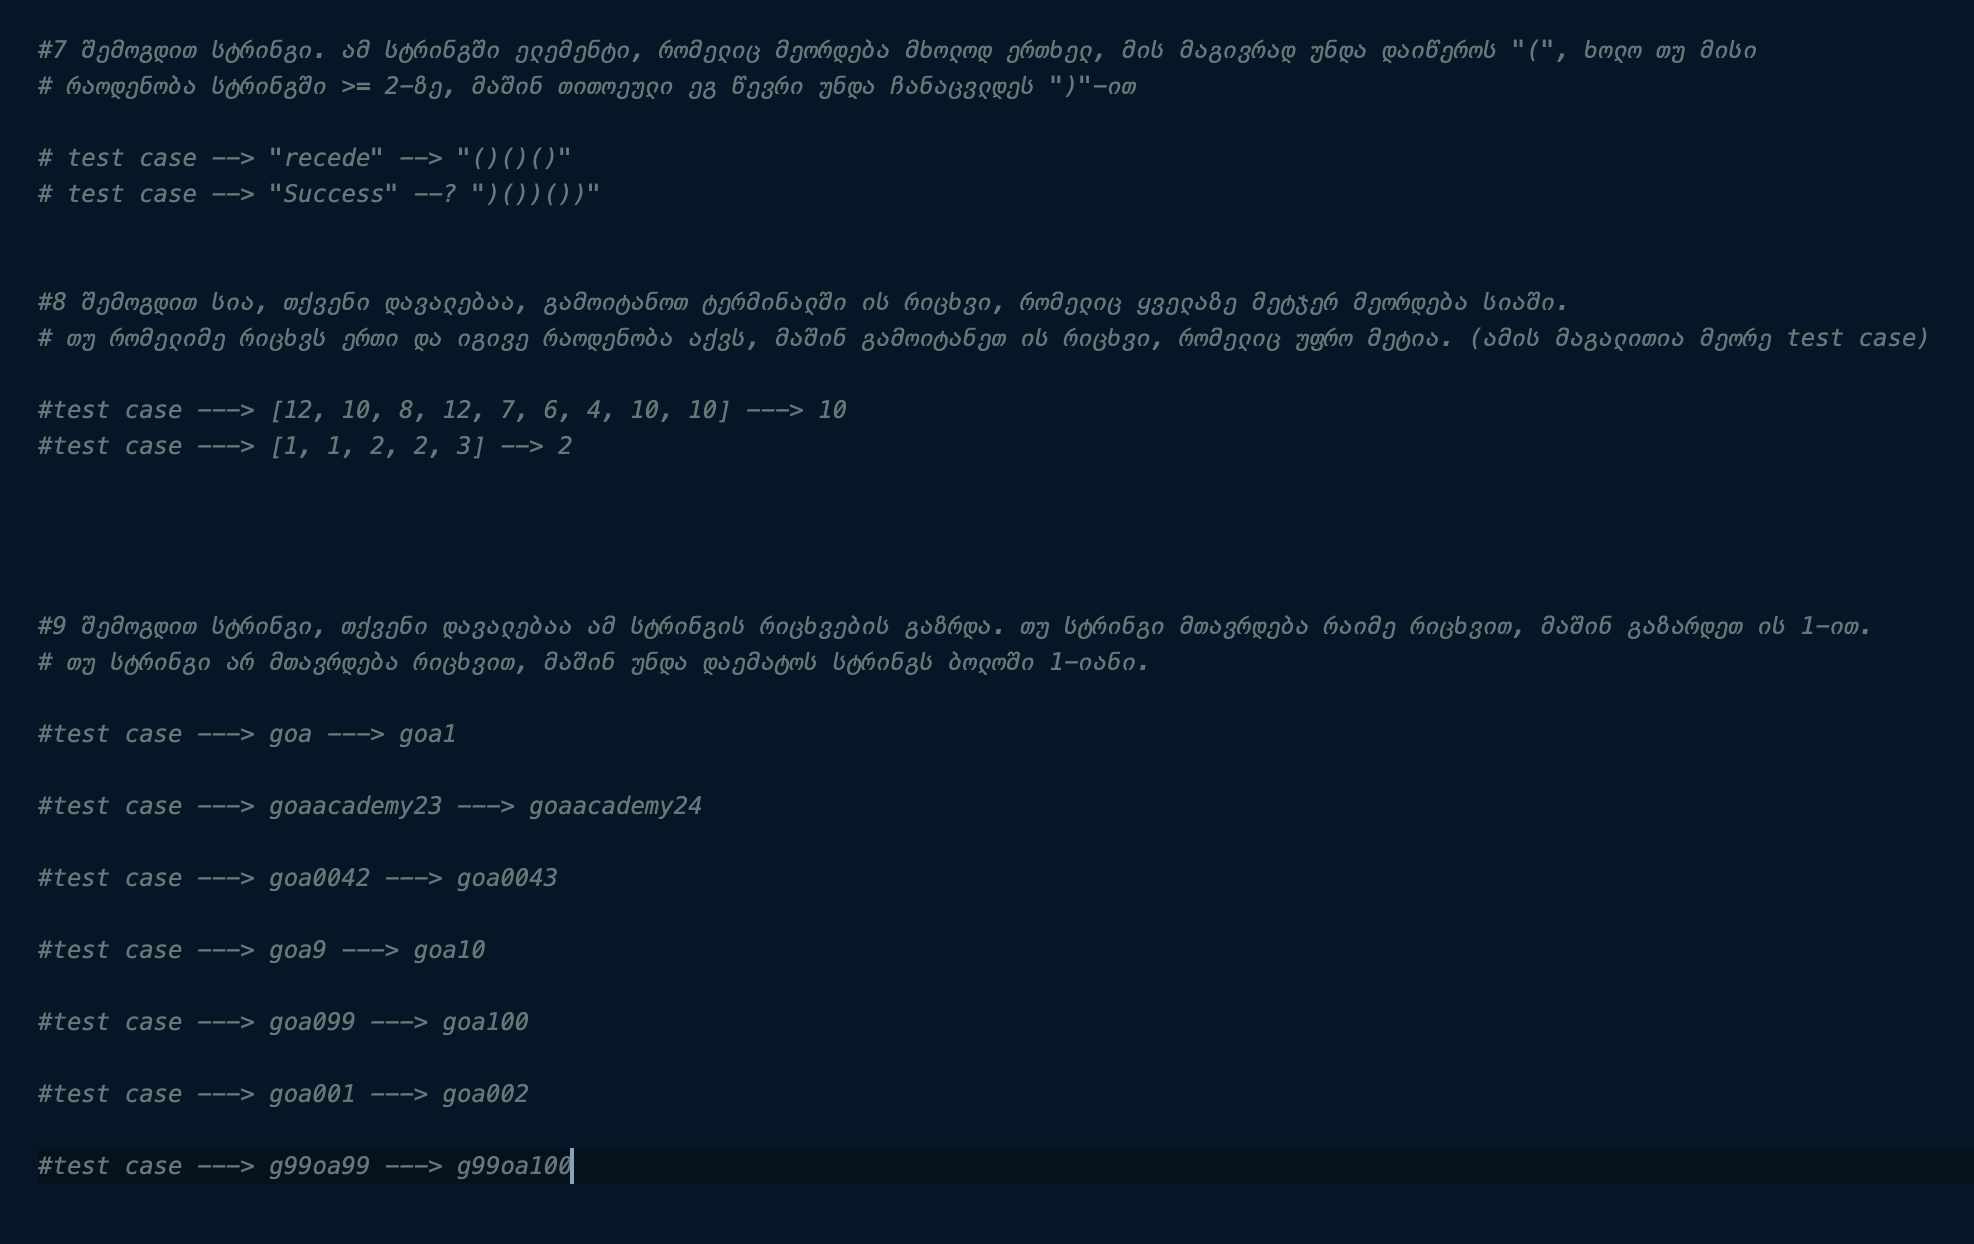 #7 შემოგდით სტრინგი. ამ სტრინგში ელემენტი, რომელიც მეორდება მხოლოდ ერთხელ, მის მაგივრად უნდა დაიწეროს "(", ხოლო თუ მისი
# რაოდენობა სტრინგში >= 2-ზე, მაშინ თითოეული ეგ წევრი უნდა ჩანაცვლდეს ")"-ით
# test case --> "recede" --> "()()()"
# test case --> "Success" --? ")())())"
#8 შემოგდით სია, თქვენი დავალებაა, გამოიტანოთ ტერმინალში ის რიცხვი, რომელიც ყველაზე მეტჯერ მეორდება სიაში.
# თუ რომელიმე რიცხვს ერთი და იგივე რაოდენობა აქვს, მაშინ გამოიტანეთ ის რიცხვი, რომელიც უფრო მეტია. (ამის მაგალითია მეორე test case)
#test case ---> [12, 10, 8, 12, 7, 6, 4, 10, 10] ---> 10
#test case ---> [1, 1, 2, 2, 3] --> 2
#9 შემოგდით სტრინგი, თქვენი დავალებაა ამ სტრინგის რიცხვების გაზრდა. თუ სტრინგი მთავრდება რაიმე რიცხვით, მაშინ გაზარდეთ ის 1-ით.
# თუ სტრინგი არ მთავრდება რიცხვით, მაშინ უნდა დაემატოს სტრინგს ბოლოში 1-იანი.
#test case ---> goa ---> goa1
#test case ---> goaacademy23 ---> goaacademy24
#test case ---> goa0042 ---> goa0043
#test case ---> goa9 ---> goa10
#test case ---> goa099 ---> goa100
#test case ---> goa001 ---> goa002
#test case ---> g99oa99 ---> g99oa100